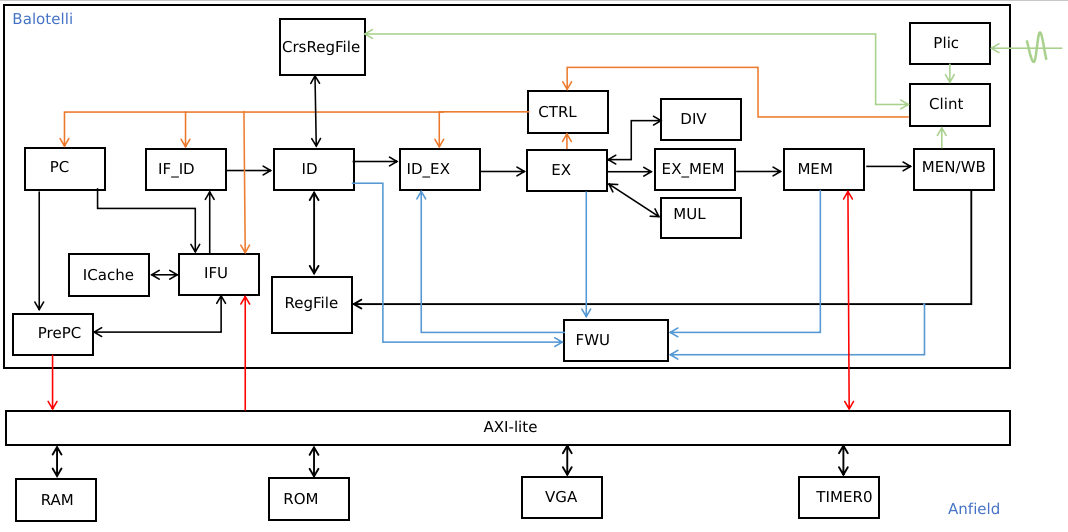 Balotelli
CrsRegFile
Plic
CTRL
DIV
Clint
PC
IF_ID
ID
ID_EX
EX
EX_MEM
MEM
MEN/WB
MUL
ICache
IFU
RegFile
PrePC
FWU
AXI-lite
RAM
ROM
VGA
TIMER0
Anfield